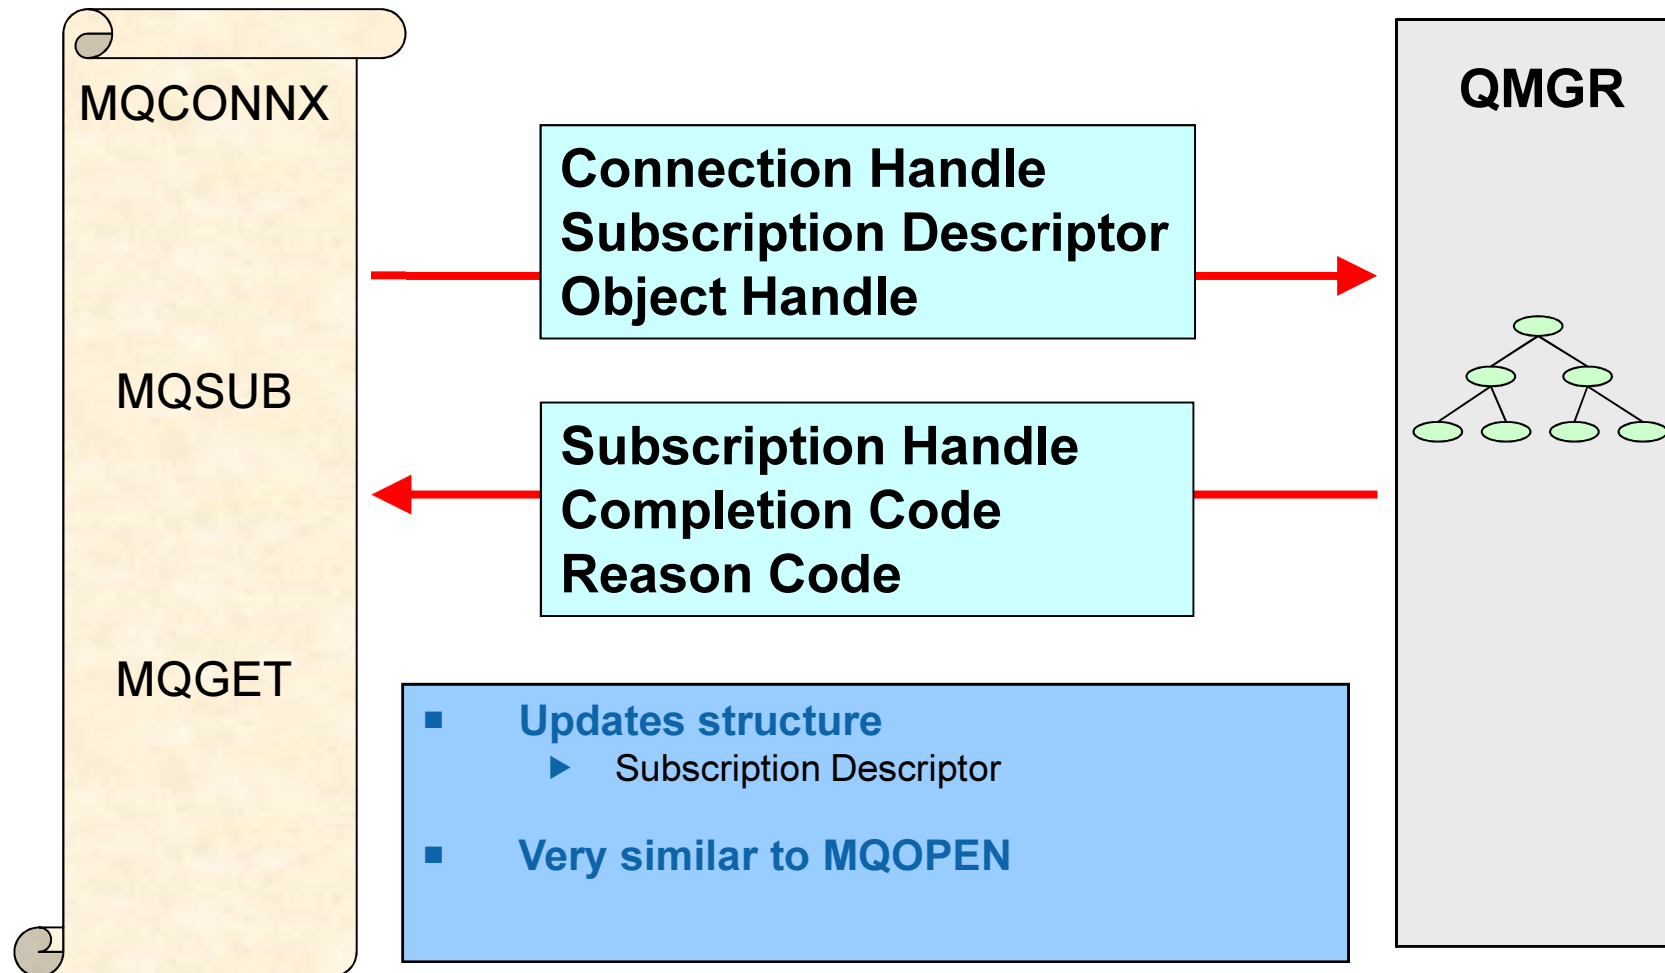 MQCONNX
MQSUB
MQGET
Connection Handle
Subscription Descriptor
Object Handle
Subscription Handle
Completion Code
Reason Code
Updates structure
Subscription Descriptor
Very similar to MQOPEN
QMGR